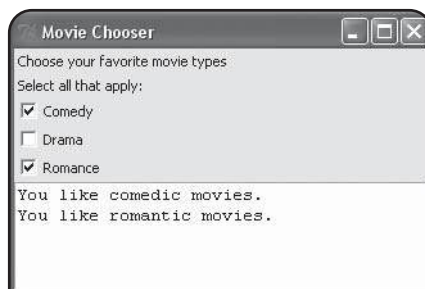 Movie Chooser
Choose your favorite movie types
Select all that apply:
Comedy
Drama
Romance
You like comedic movies.
You like romantic movies.